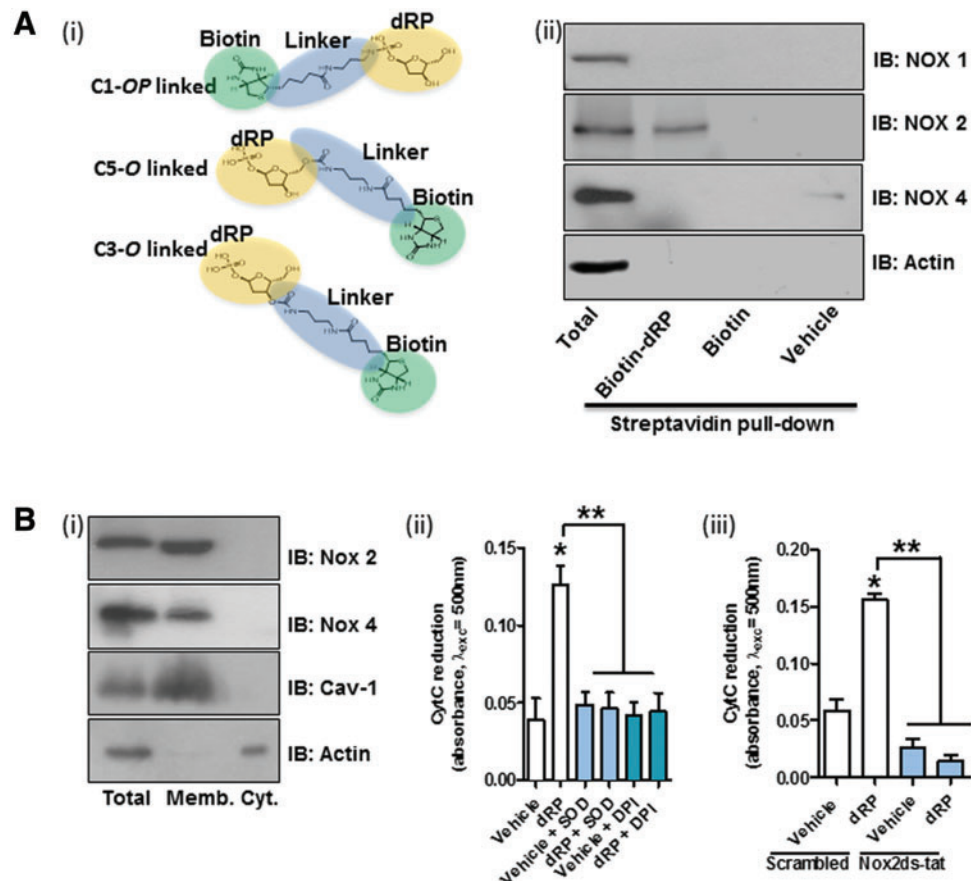 A
(i)
Biotin
Linker
dRP
C1-OP linked
dRP
C5-O linked
Linker
Biotin
dRP
C3-O linked
Linker
Biotin
(ii)
IB: NOX 1
IB: NOX 2
IB: NOX 4
IB: Actin
Total
Biotin-dRP
Biotin
Vehicle
Streptavidin pull-down
B
(i)
IB: Nox 2
IB: Nox 4
IB: Cav-1
IB: Actin
Total Memb. Cyt.
(ii)
CytC reduction
(absorbance, λexc= 500nm)
0.15
0.10
0.05
0.00
*
**
Vehicle
dRP
Vehicle + SOD
dRP + SOD
Vehicle + DPI
dRP + DPI
(iii)
CytC reduction
(absorbance, λexc= 500nm)
0.20
0.15
0.10
0.05
0.00
*
**
Vehicle
dRP
Vehicle
dRP
Scrambled
Nox2ds-tat